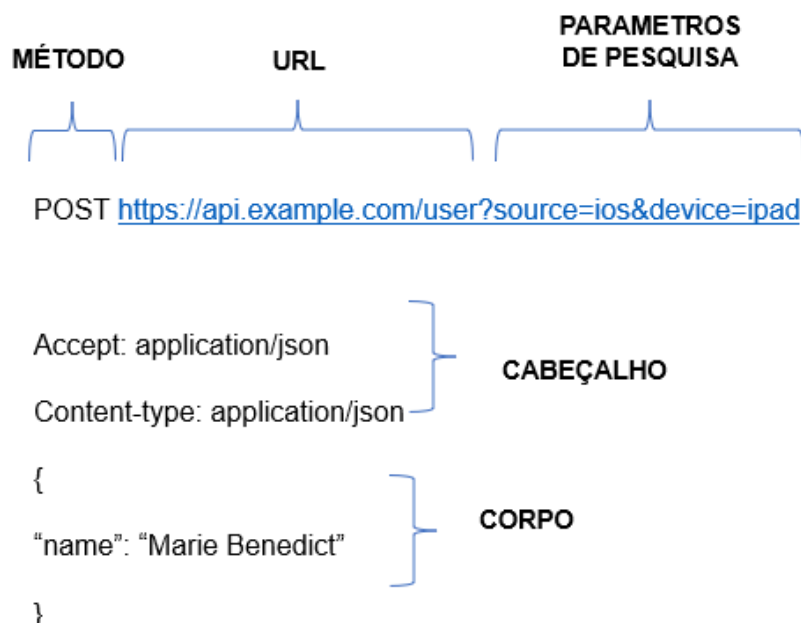 PARAMETROS
DE PESQUISA
MÉTODO
URL
POST https://api.example.com/user?source=ios&device=ipad
Accept: application/json
CABEÇALHO
Content-type: application/json
{
CORPO
“name”: “Marie Benedict”
}